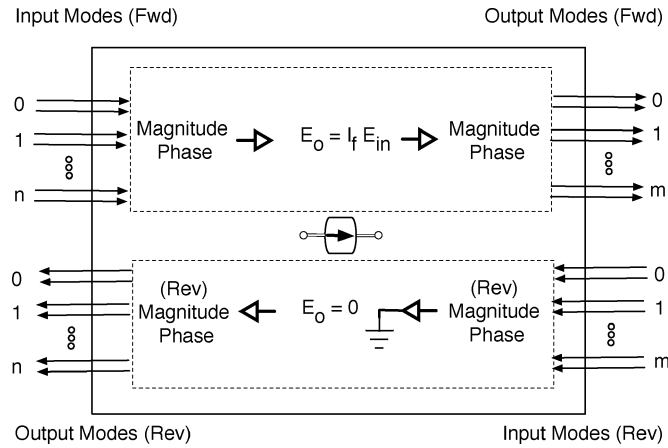 Input Modes (Fwd)
Output Modes (Fwd)
0
1
n
Magnitude
Phase
E_o = I_f E_in
Magnitude
Phase
0
1
m
0
1
n
(Rev)
Magnitude
Phase
E_o = 0
(Rev)
Magnitude
Phase
0
1
m
Output Modes (Rev)
Input Modes (Rev)